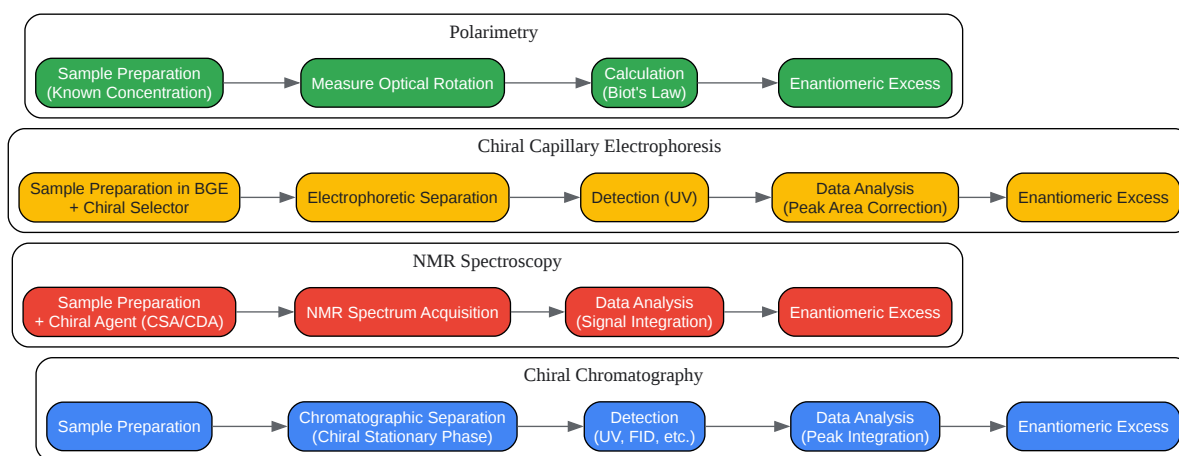 Polarimetry
Sample Preparation
(Known Concentration)
Measure Optical Rotation
Calculation
(Biot's Law)
Enantiomeric Excess
Chiral Capillary Electrophoresis
Sample Preparation in BGE
+ Chiral Selector
Electrophoretic Separation
Detection (UV)
Data Analysis
(Peak Area Correction)
Enantiomeric Excess
NMR Spectroscopy
Sample Preparation
+ Chiral Agent (CSA/CDA)
NMR Spectrum Acquisition
Data Analysis
(Signal Integration)
Enantiomeric Excess
Chiral Chromatography
Sample Preparation
Chromatographic Separation
(Chiral Stationary Phase)
Detection
(UV, FID, etc.)
Data Analysis
(Peak Integration)
Enantiomeric Excess